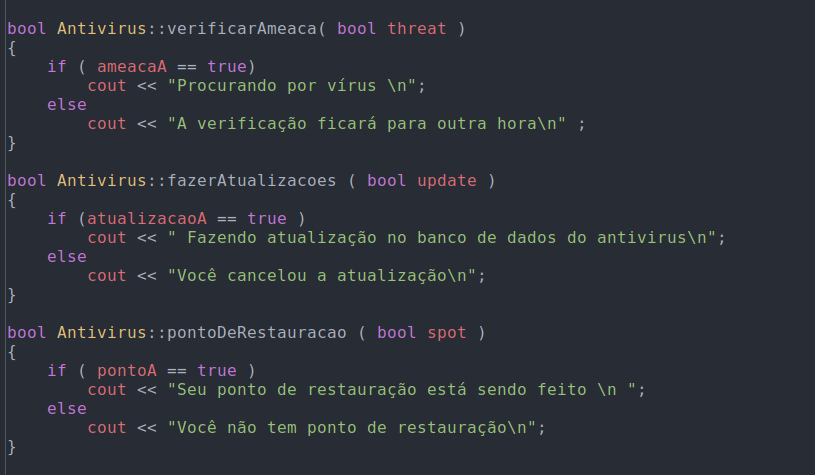 bool Antivirus::verificarAmeaca( bool threat )
{
    if ( ameacaA == true)
        cout << "Procurando por vírus \n";
    else
        cout << "A verificação ficará para outra hora\n" ;
}

bool Antivirus::fazerAtualizacoes ( bool update )
{
    if (atualizacaoA == true )
        cout << " Fazendo atualização no banco de dados do antivirus\n";
    else
        cout << "Você cancelou a atualização\n";
}

bool Antivirus::pontoDeRestauracao ( bool spot )
{
    if ( pontoA == true )
        cout << "Seu ponto de restauração está sendo feito \n ";
    else
        cout << "Você não tem ponto de restauração\n";
}